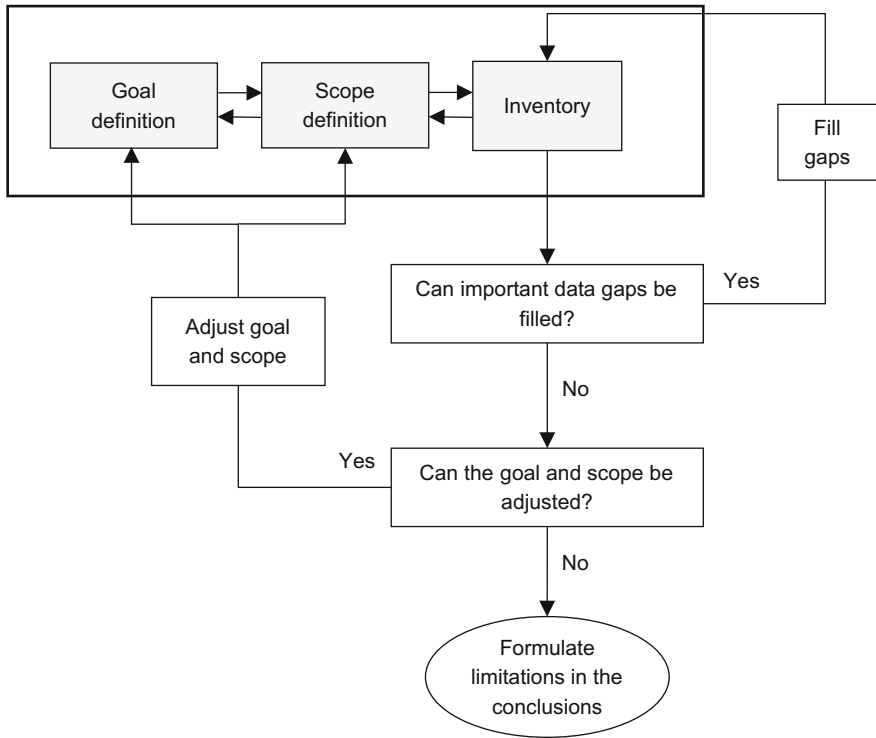 Goal
definition
Scope
definition
Inventory
Fill
gaps
Can important data gaps be
filled?
Yes
Adjust goal
and scope
No
Yes
Can the goal and scope be
adjusted?
No
Formulate
limitations in the
conclusions